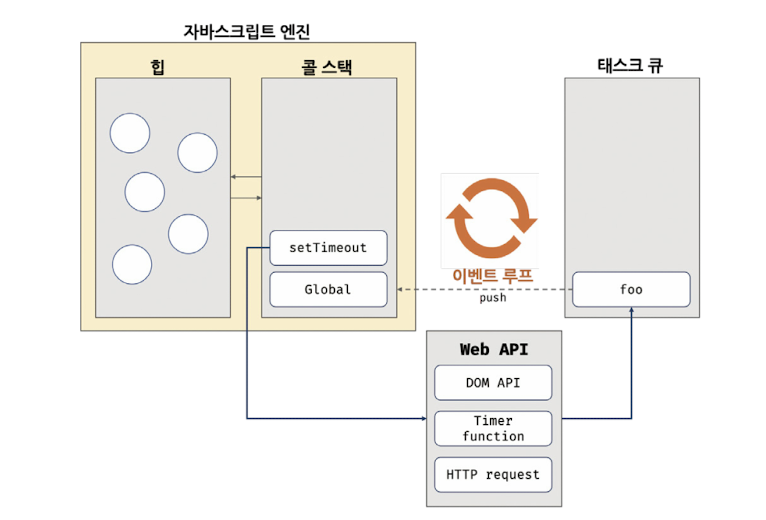 자바스크립트 엔진
힙
콜 스택
태스크 큐
setTimeout
Global
이벤트 루프
push
foo
Web API
DOM API
Timer
function
HTTP request